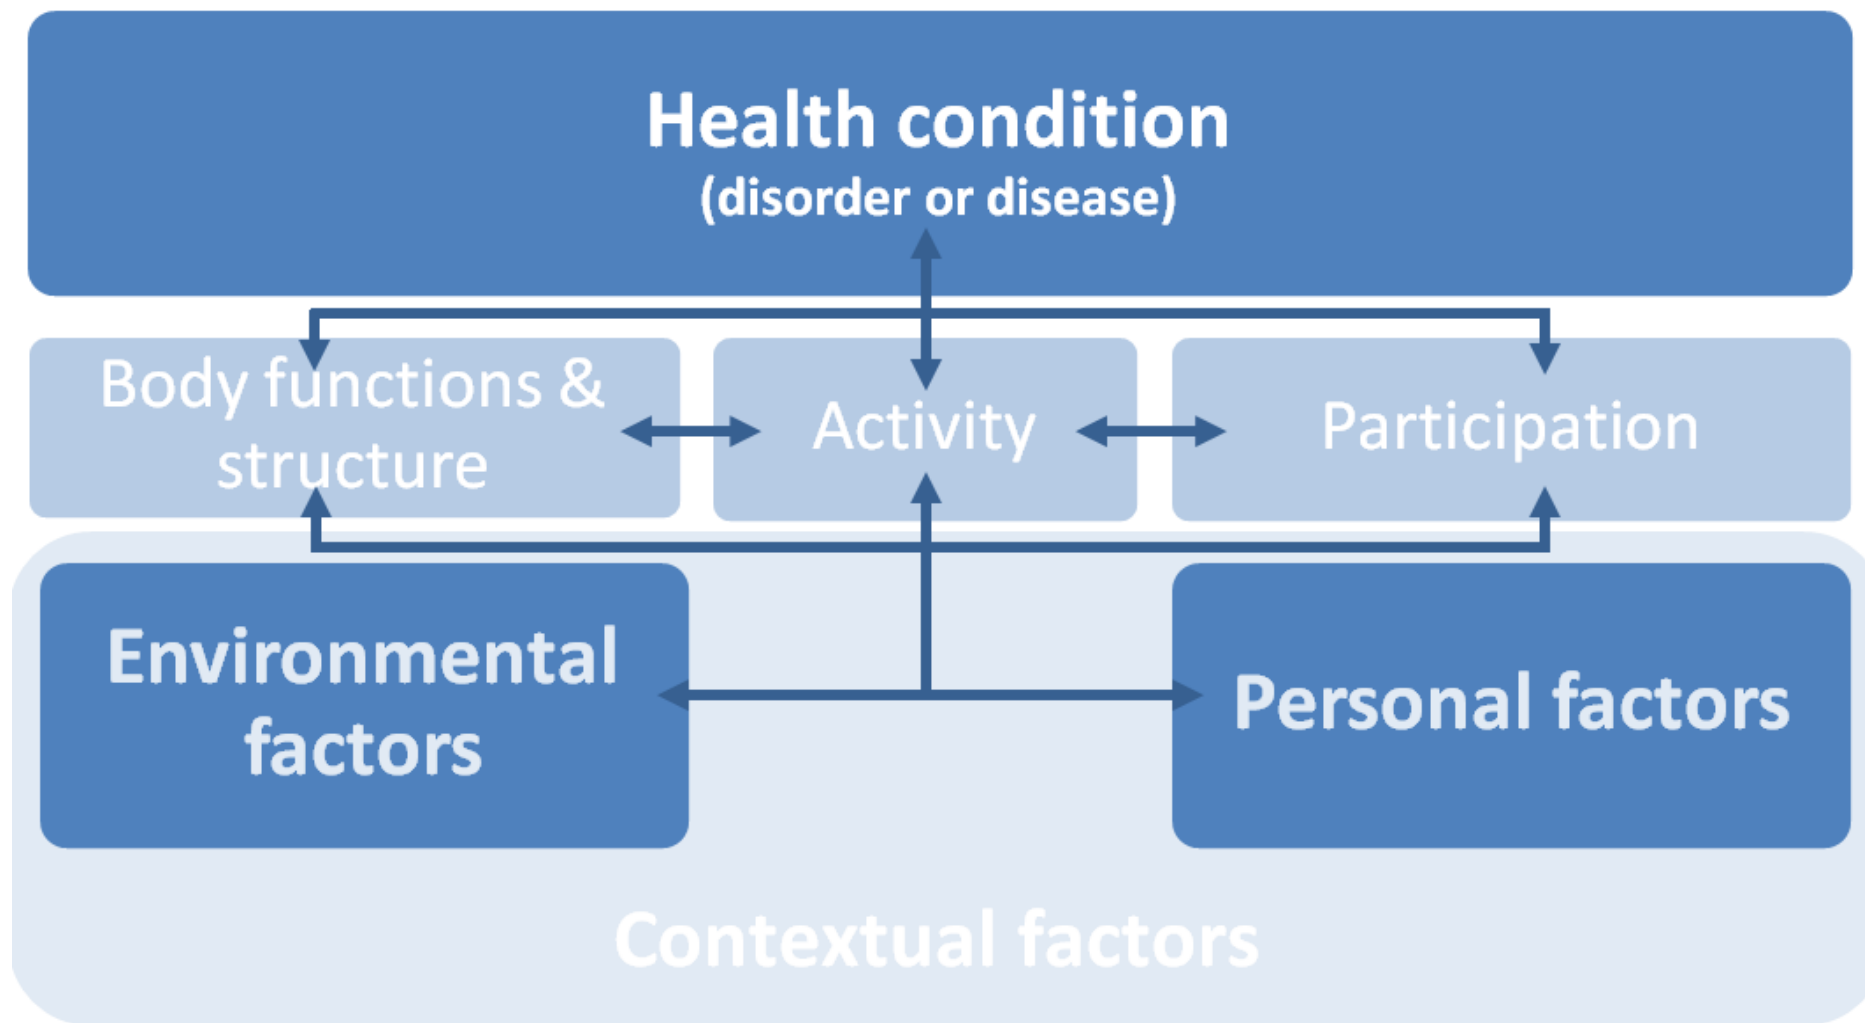 Health condition
(disorder or disease)
Body functions &
structure
Activity
Participation
Environmental
factors
Personal factors
Contextual factors